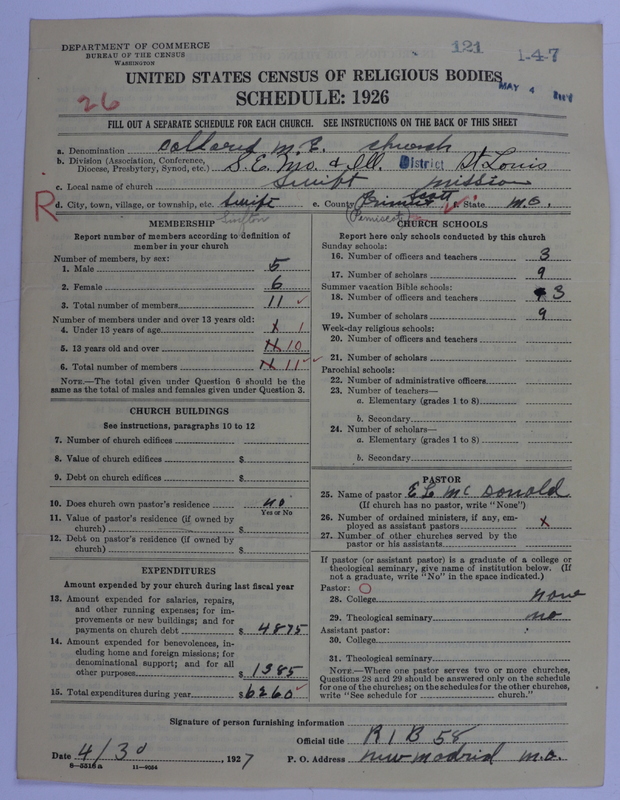 DEPARTMENT OF COMMERCE
BUREAU OF THE CENSUS
WASHINGTON
121
1-4-7
MAY 4
26
UNITED STATES CENSUS OF RELIGIOUS BODIES
SCHEDULE: 1926
FILL OUT A SEPARATE SCHEDULE FOR EACH CHURCH. SEE INSTRUCTIONS ON THE BACK OF THIS SHEET
a. Denomination Collored M.E. Church
b. Division (Association, Conference, Diocese, Presbytery, Synod, etc.) S.E. Mo. & Ill. District St Louis
c. Local name of church Swift Mission
R
d. City, town, village, or township, etc. Swift e. County Scott f. State Mo.
(Pemiscot)
MEMBERSHIP
Report number of members according to definition of
member in your church
Number of members, by sex:
1. Male 5
2. Female 6
3. Total number of members 11
Number of members under and over 13 years old:
4. Under 13 years of age 1
5. 13 years old and over 10
6. Total number of members 11
NOTE.—The total given under Question 6 should be the
same as the total of males and females given under Question 3.
CHURCH BUILDINGS
See instructions, paragraphs 10 to 12
7. Number of church edifices
8. Value of church edifices $
9. Debt on church edifices $
10. Does church own pastor's residence no
Yes or No
11. Value of pastor's residence (if owned by
church) $
12. Debt on pastor's residence (if owned by
church) $
EXPENDITURES
Amount expended by your church during last fiscal year
13. Amount expended for salaries, repairs,
and other running expenses; for im-
provements or new buildings; and for
payments on church debt $ 4875
14. Amount expended for benevolences, in-
cluding home and foreign missions; for
denominational support; and for all
other purposes $ 1385
15. Total expenditures during year $ 6260
CHURCH SCHOOLS
Report here only schools conducted by this church
Sunday schools:
16. Number of officers and teachers 3
17. Number of scholars 9
Summer vacation Bible schools:
18. Number of officers and teachers 3
19. Number of scholars 9
Week-day religious schools:
20. Number of officers and teachers
21. Number of scholars
Parochial schools:
22. Number of administrative officers
23. Number of teachers—
a. Elementary (grades 1 to 8)
b. Secondary
24. Number of scholars—
a. Elementary (grades 1 to 8)
b. Secondary
PASTOR
25. Name of pastor E L McDonald
(If church has no pastor, write "None")
26. Number of ordained ministers, if any, em-
ployed as assistant pastors x
27. Number of other churches served by the
pastor or his assistants
If pastor (or assistant pastor) is a graduate of a college or
theological seminary, give name of institution below. (If
not a graduate, write "No" in the space indicated.)
Pastor:
28. College none
29. Theological seminary no
Assistant pastor:
30. College
31. Theological seminary
NOTE.—Where one pastor serves two or more churches,
Questions 28 and 29 should be answered only on the schedule
for one of the churches; on the schedules for the other churches,
write "See schedule for church."
Signature of person furnishing information
Official title R 1 B 58
Date 4/30, 1927 P. O. Address New Madrid Mo.
8—5318 a 11—9054